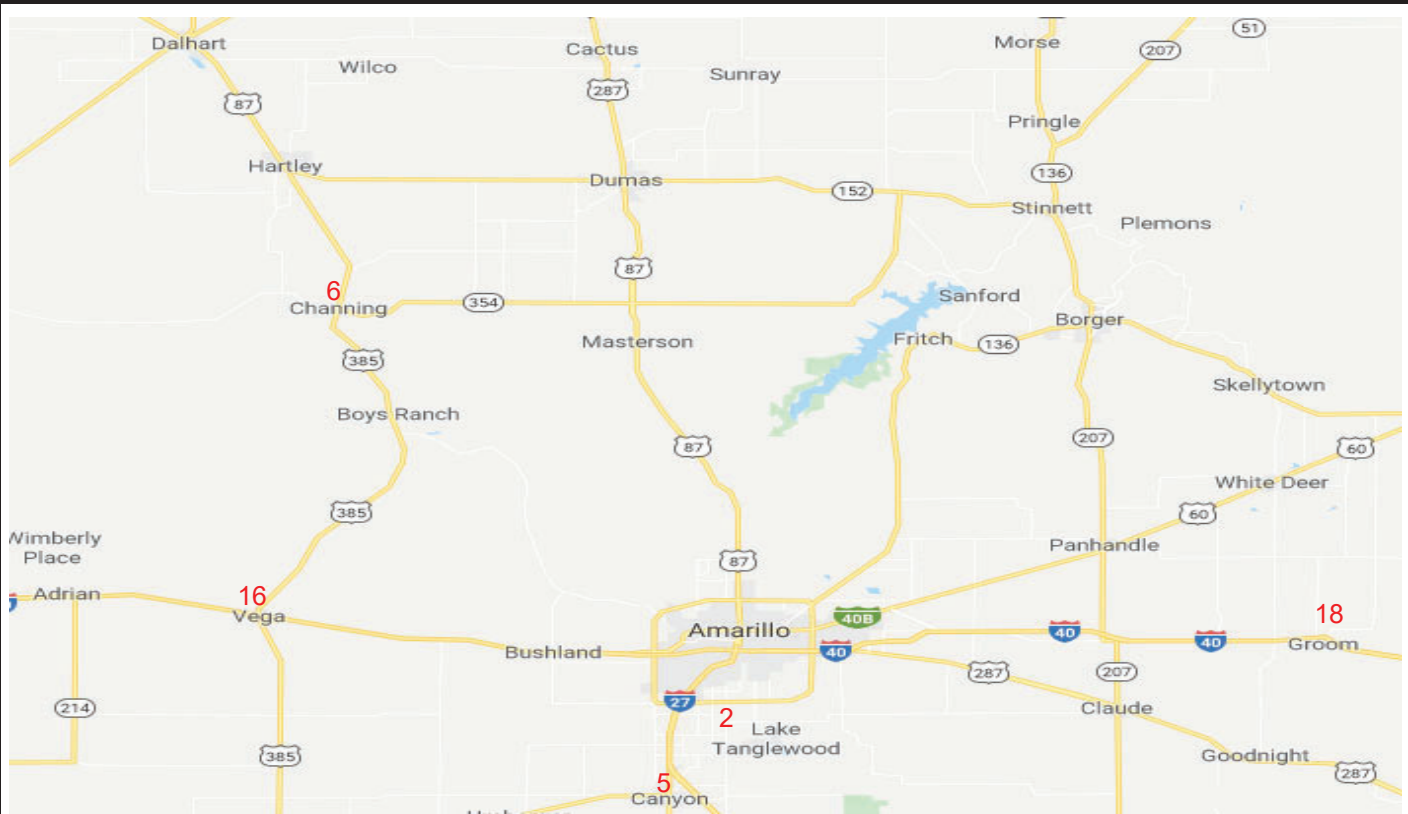 51
Dalhart
Cactus
Morse
207
Wilco
Sunray
287
87
Pringle
Hartley
136
Dumas
152
Stinnett
Plemons
87
6
Channing
354
Sanford
Borger
Masterson
Fritch
136
385
Skellytown
Boys Ranch
207
87
60
White Deer
385
60
Wimberly
Place
Panhandle
87
Adrian
16
Vega
40B
18
Amarillo
40
40
Groom
Bushland
40
287
207
27
214
2
Claude
Lake
Tanglewood
385
Goodnight
287
5
Canyon